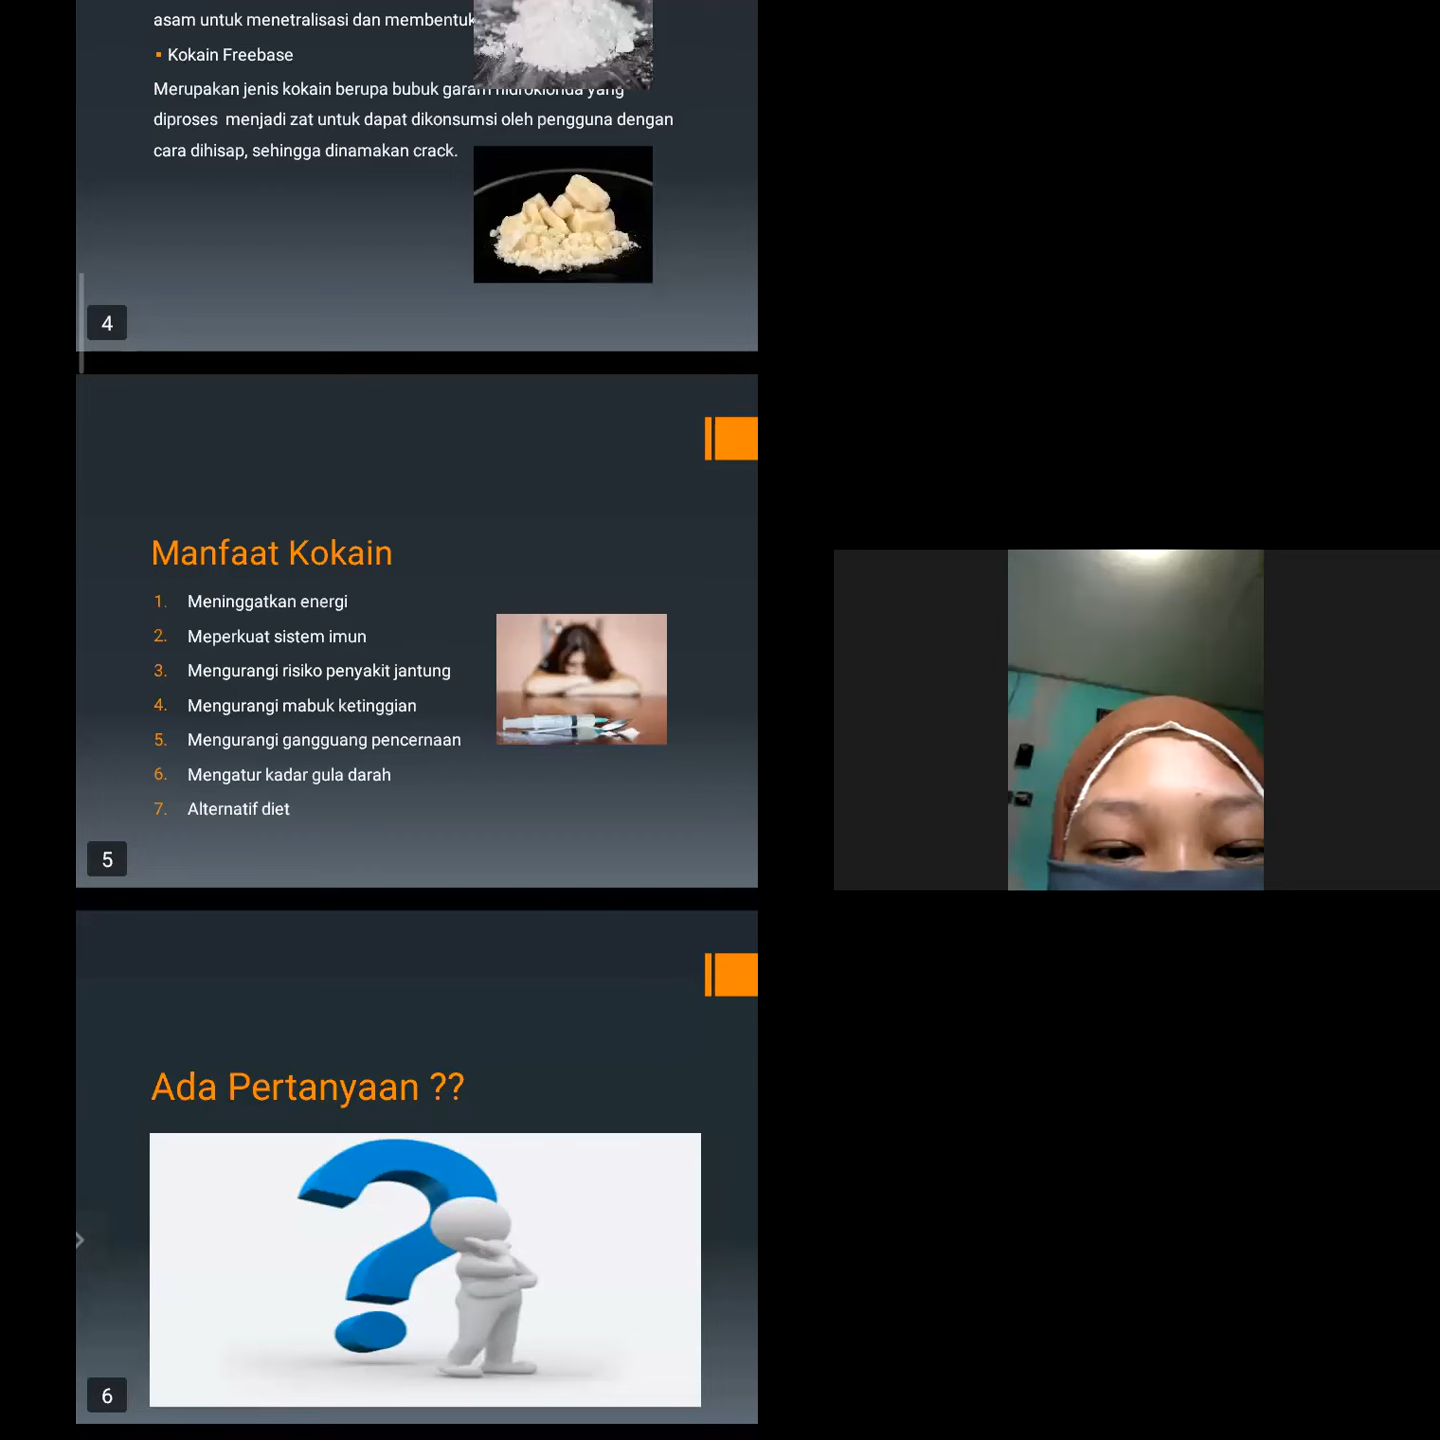 asam untuk menetralisasi dan membentuk
Kokain Freebase
Merupakan jenis kokain berupa bubuk garam hidroklorida yang
diproses menjadi zat untuk dapat dikonsumsi oleh pengguna dengan
cara dihisap, sehingga dinamakan crack.
4
Manfaat Kokain
1. Meninggatkan energi
2. Meperkuat sistem imun
3. Mengurangi risiko penyakit jantung
4. Mengurangi mabuk ketinggian
5. Mengurangi gangguang pencernaan
6. Mengatur kadar gula darah
7. Alternatif diet
5
Ada Pertanyaan ??
6